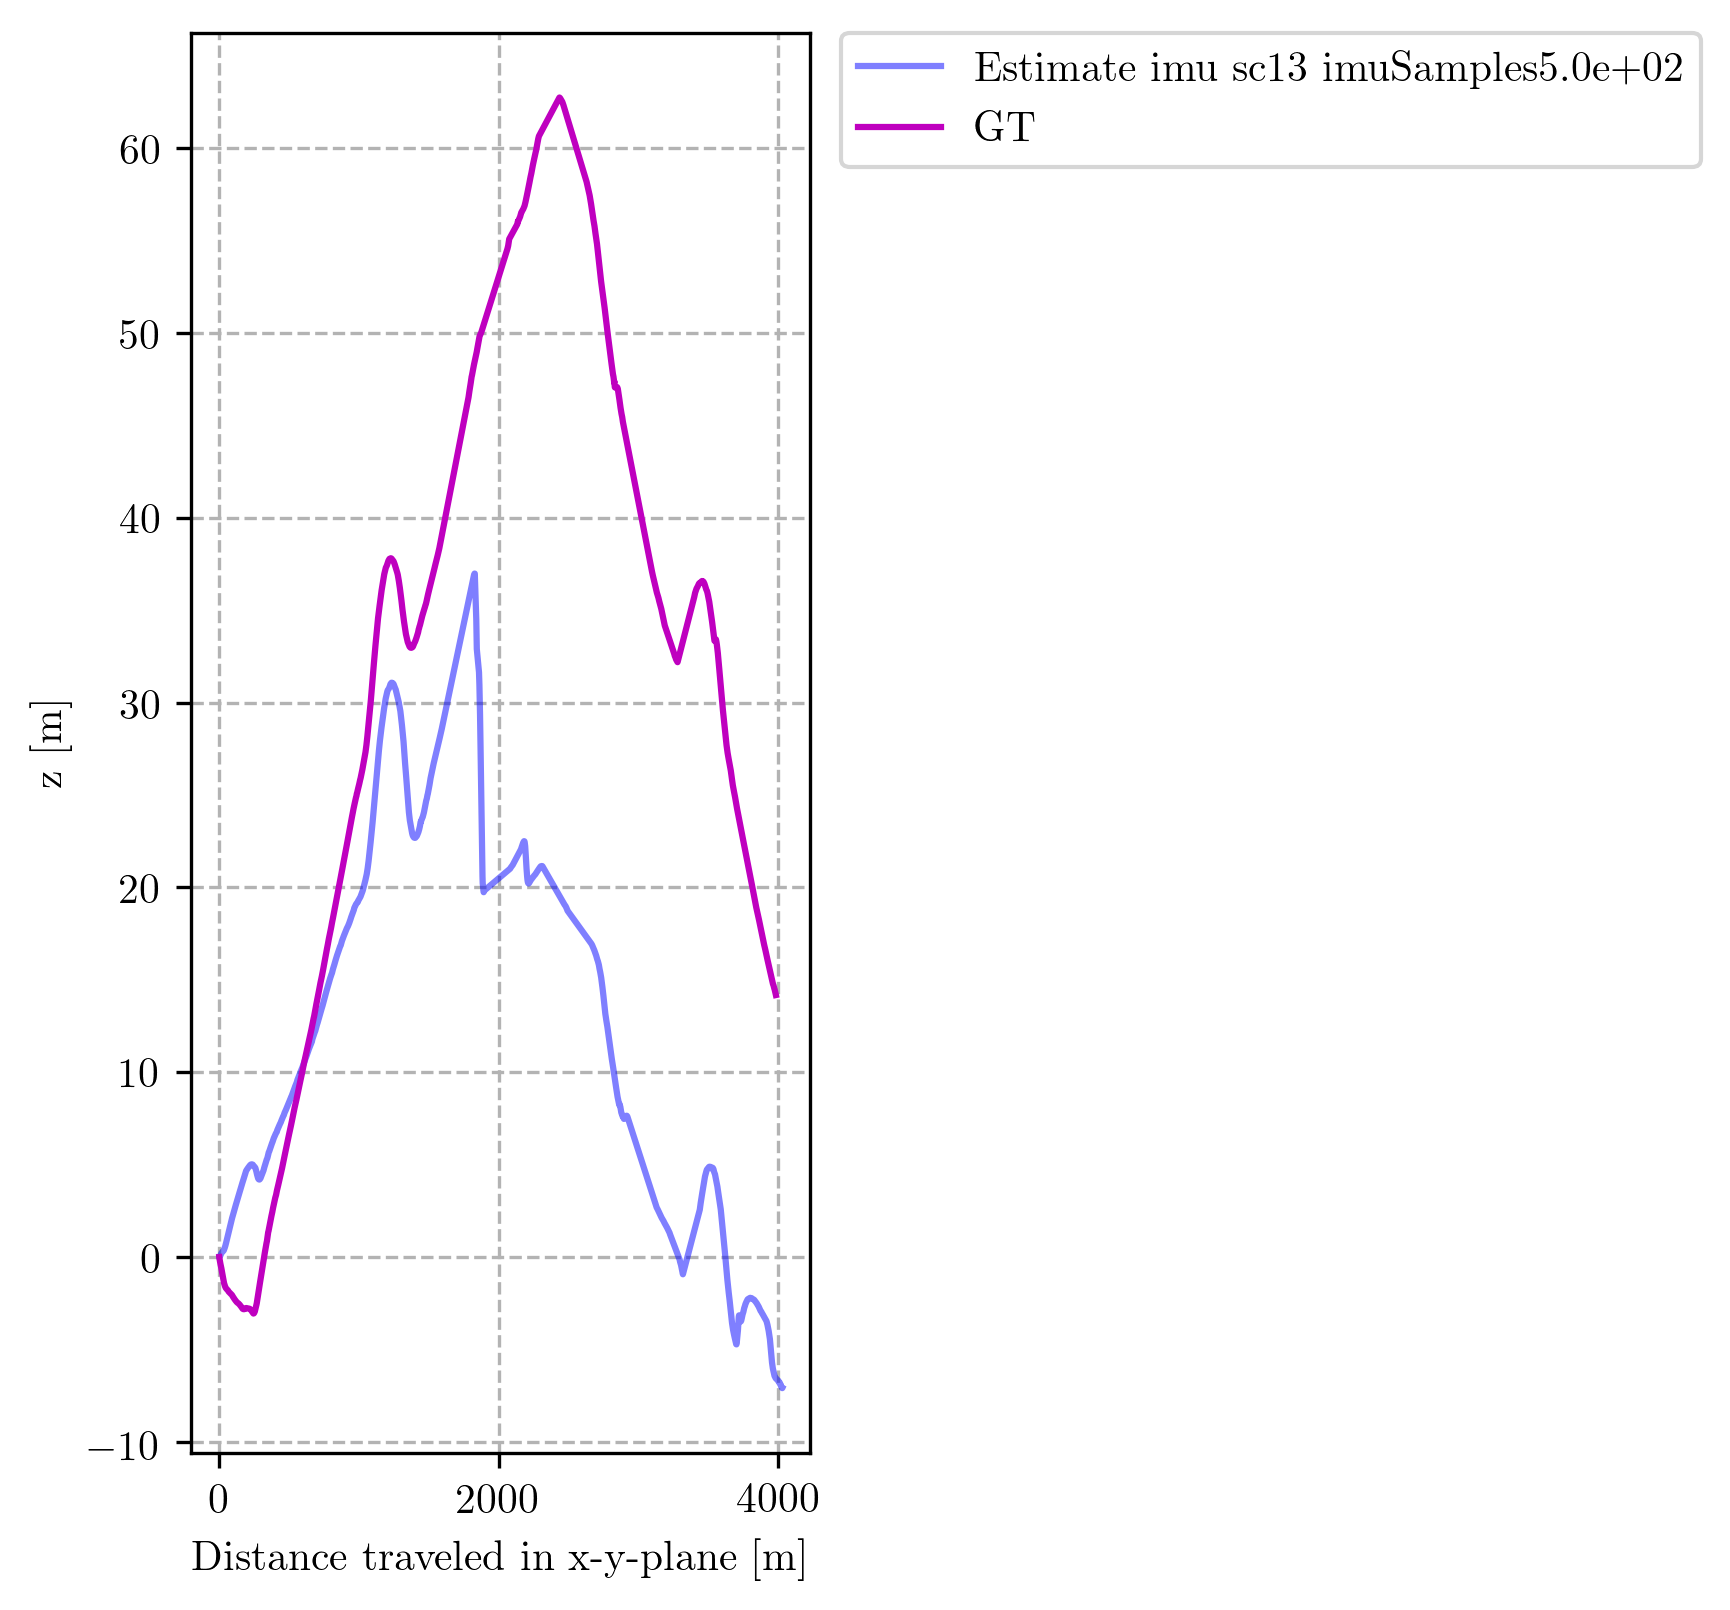 Estimate imu sc13 imuSamples5.0e+02
GT
60
50
40
30
20
10
0
−10
z [m]
0 2000 4000
Distance traveled in x-y-plane [m]